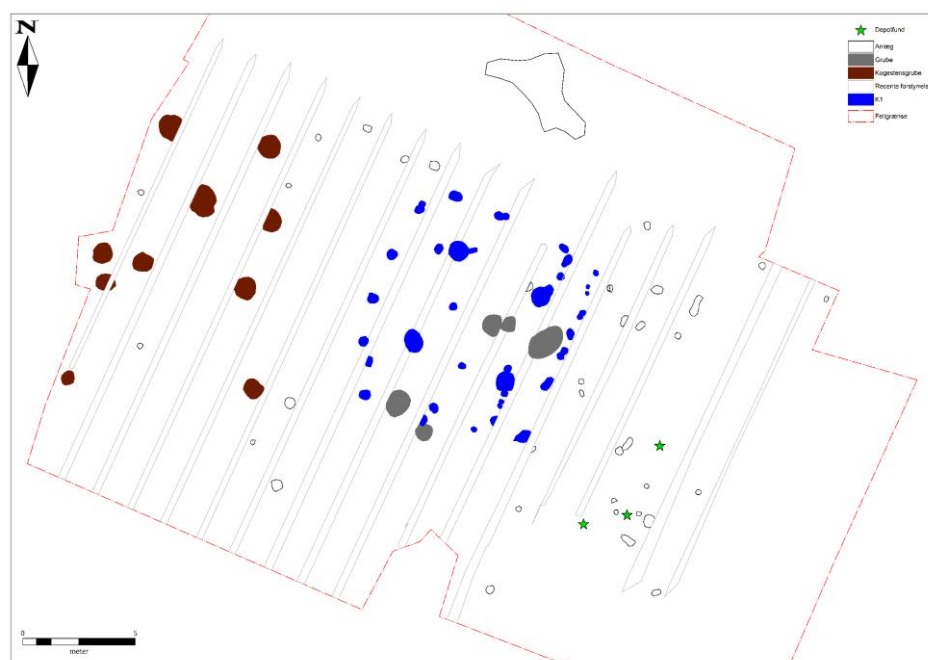 N
Depotfund
Anlæg
Grube
Kogestensgrube
Recente forstyrrelse
K1
Feltgrænse
0 5
meter